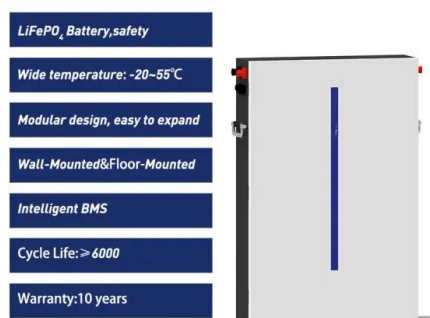 LiFePO₄ Battery,safety
Wide temperature: -20~55℃
Modular design, easy to expand
Wall-Mounted&Floor-Mounted
Intelligent BMS
Cycle Life:≥6000
Warranty:10 years